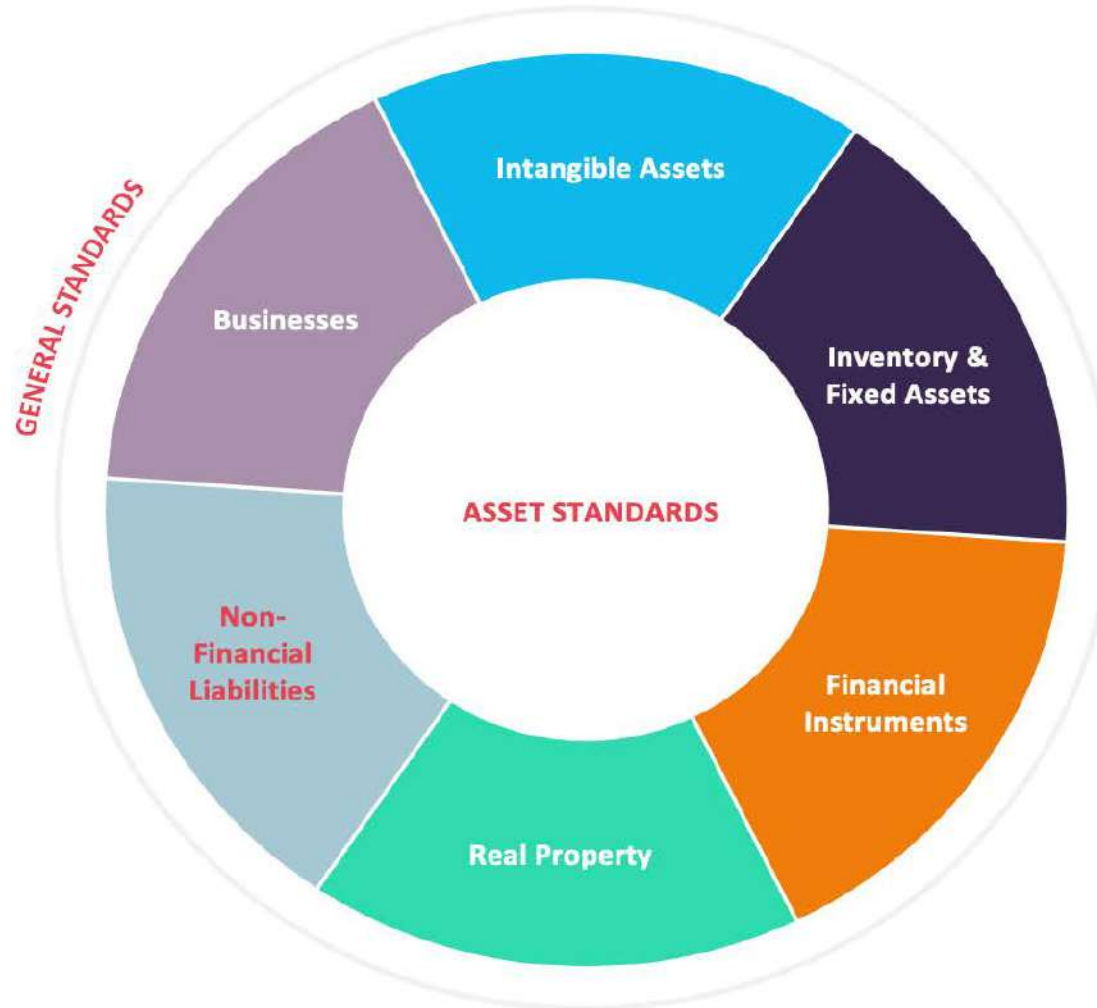 GENERAL STANDARDS
Intangible Assets
Businesses
Inventory &
Fixed Assets
ASSET STANDARDS
Non-
Financial
Liabilities
Financial
Instruments
Real Property